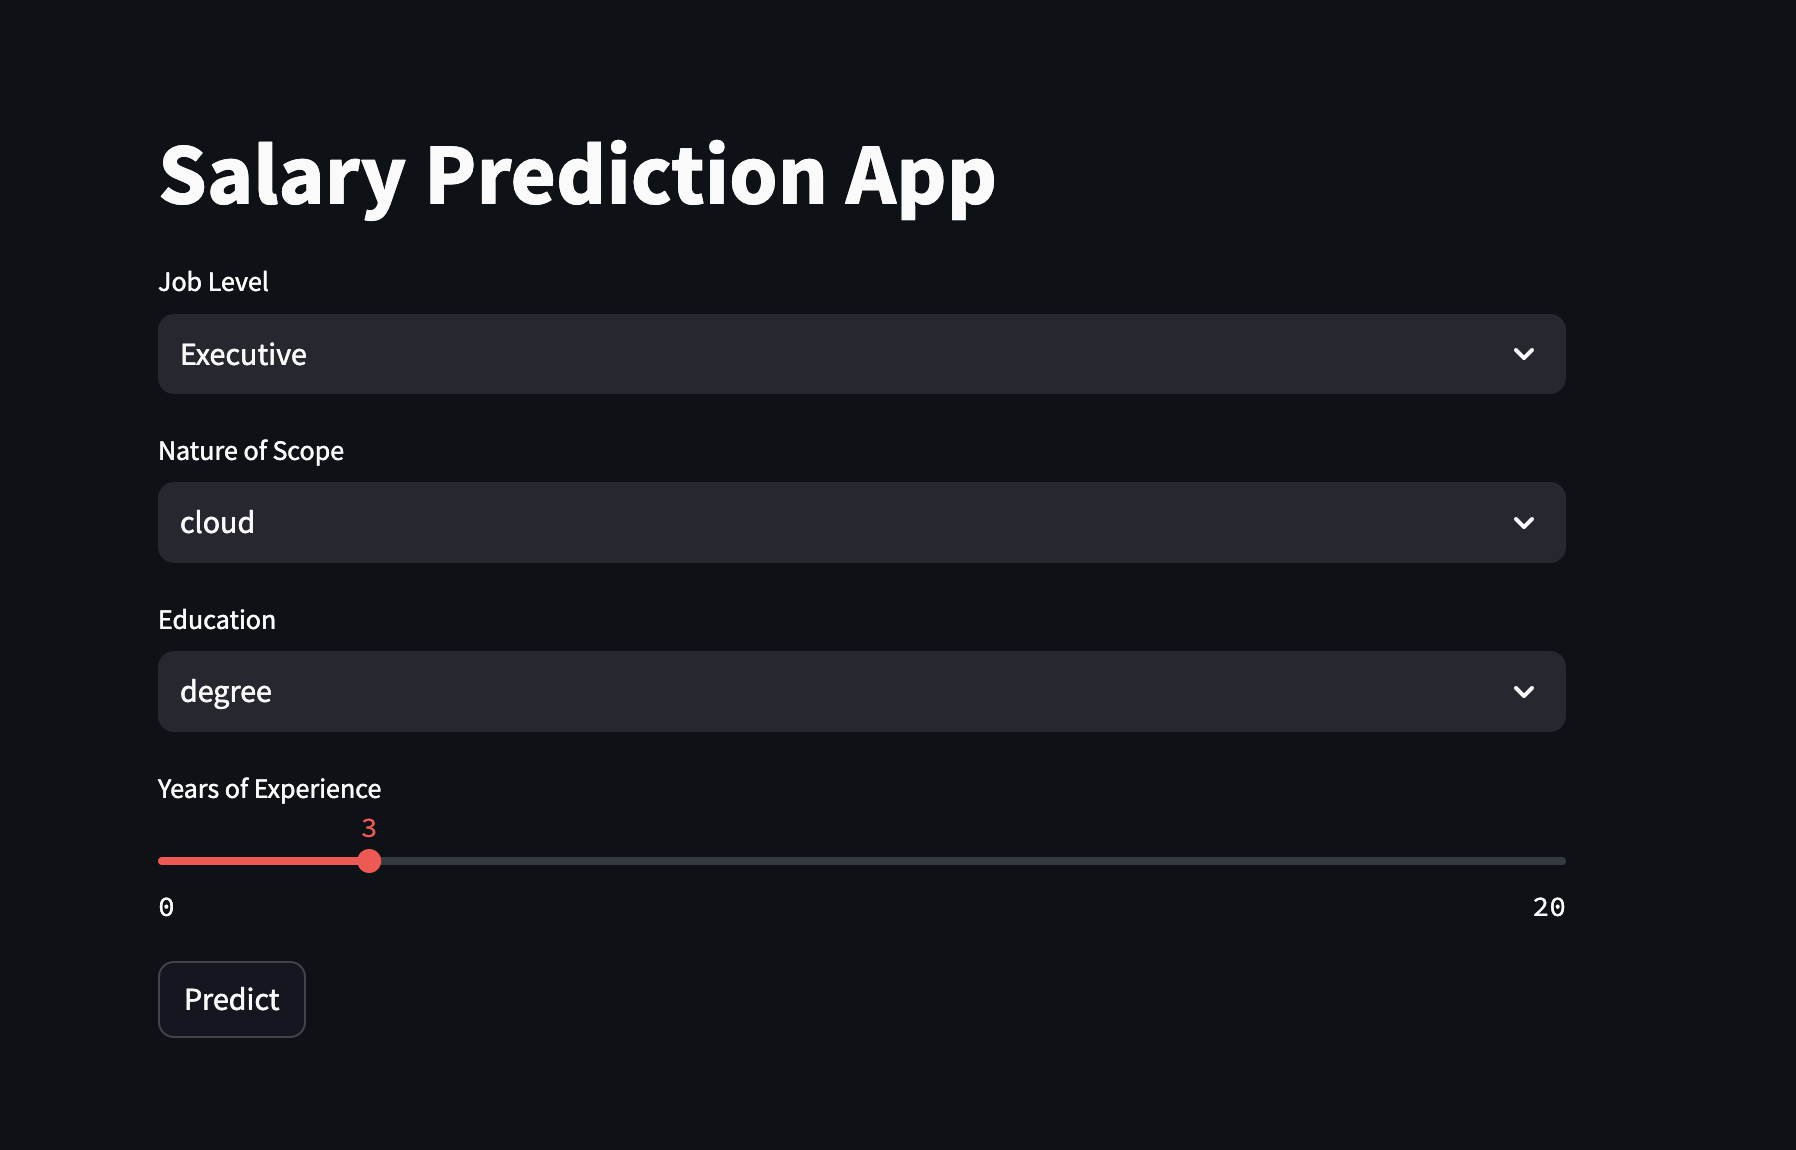 Salary Prediction App
Job Level
Executive
Nature of Scope
cloud
Education
degree
Years of Experience
3
0 20
Predict